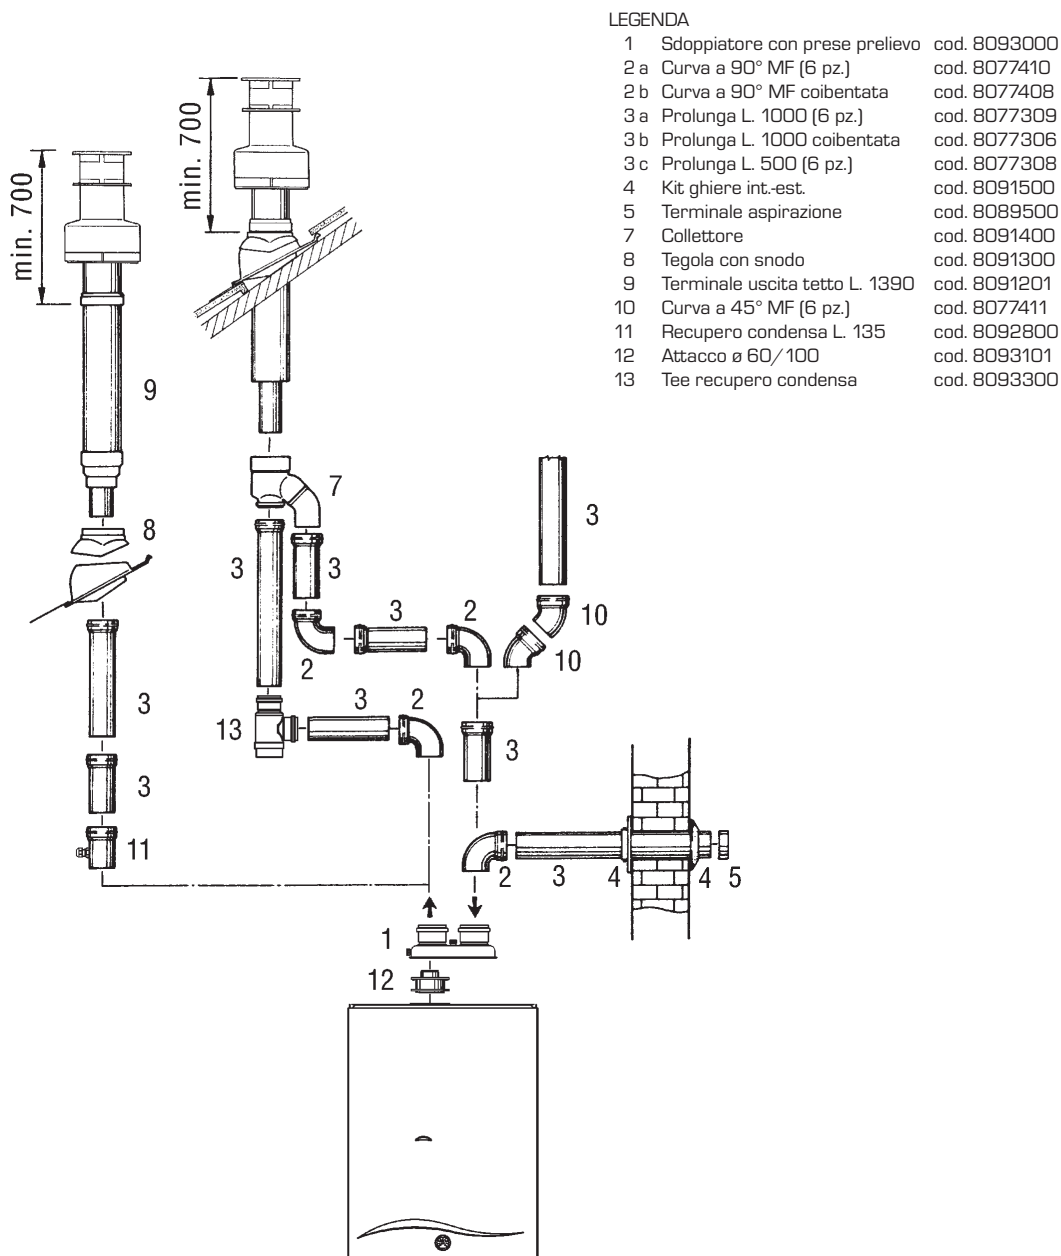 LEGENDA
1 Sdoppiatore con prese prelievo cod. 8093000
2 a Curva a 90° MF (6 pz.) cod. 8077410
2 b Curva a 90° MF coibentata cod. 8077408
3 a Prolunga L. 1000 (6 pz.) cod. 8077309
3 b Prolunga L. 1000 coibentata cod. 8077306
3 c Prolunga L. 500 (6 pz.) cod. 8077308
4 Kit ghiere int.-est. cod. 8091500
5 Terminale aspirazione cod. 8089500
7 Collettore cod. 8091400
8 Tegola con snodo cod. 8091300
9 Terminale uscita tetto L. 1390 cod. 8091201
10 Curva a 45° MF (6 pz.) cod. 8077411
11 Recupero condensa L. 135 cod. 8092800
12 Attacco ø 60/100 cod. 8093101
13 Tee recupero condensa cod. 8093300
min. 700
min. 700
9
7
8
3
3
3
10
3
2
10
2
3
3
2
13
3
3
11
2
3
4
4
5
1
12